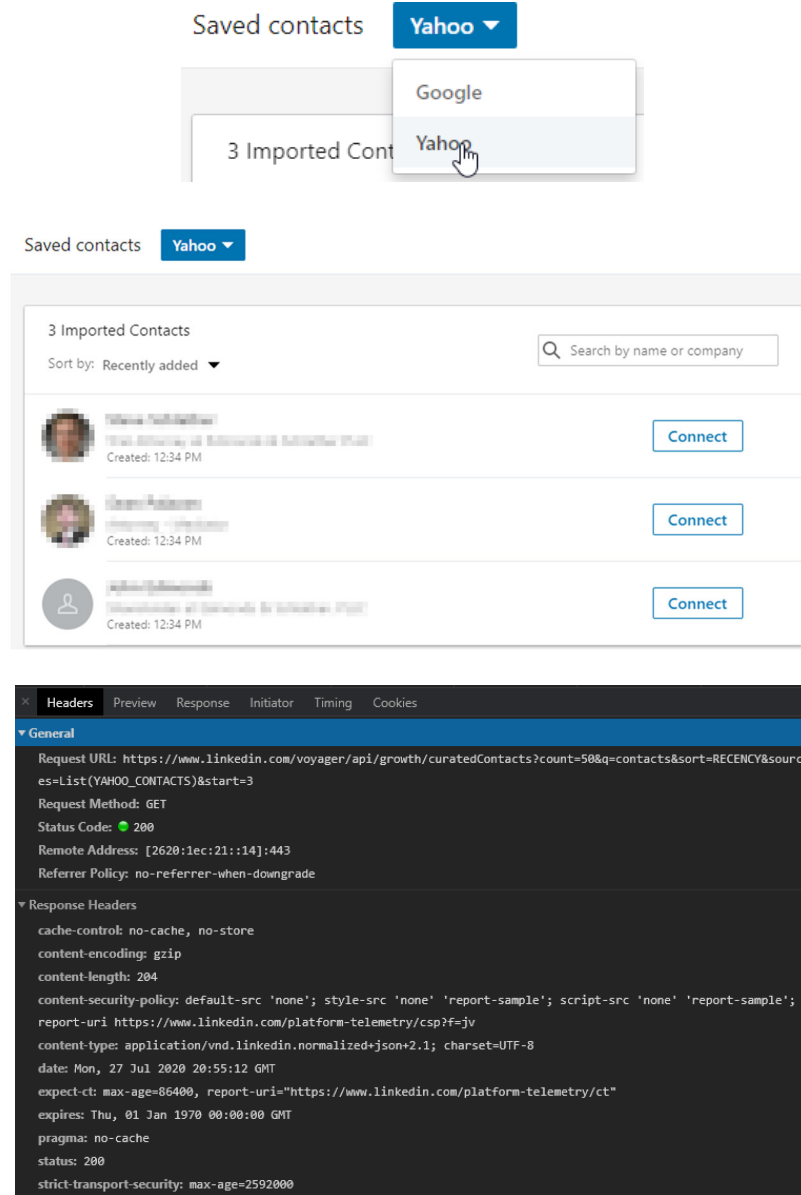 Saved contacts Yahoo
Google
3 Imported Cont Yahoo
Saved contacts Yahoo
3 Imported Contacts
Sort by: Recently added
Search by name or company
Created: 12:34 PM
Connect
Created: 12:34 PM
Connect
Created: 12:34 PM
Connect
× Headers Preview Response Initiator Timing Cookies
General
Request URL: https://www.linkedin.com/voyager/api/growth/curatedContacts?count=50&q=contacts&sort=RECENCY&sourc
es=List(YAHOO_CONTACTS)&start=3
Request Method: GET
Status Code: 200
Remote Address: [2620:1ec:21::14]:443
Referrer Policy: no-referrer-when-downgrade
Response Headers
cache-control: no-cache, no-store
content-encoding: gzip
content-length: 204
content-security-policy: default-src 'none'; style-src 'none' 'report-sample'; script-src 'none' 'report-sample';
report-uri https://www.linkedin.com/platform-telemetry/csp?f=jv
content-type: application/vnd.linkedin.normalized+json+2.1; charset=UTF-8
date: Mon, 27 Jul 2020 20:55:12 GMT
expect-ct: max-age=86400, report-uri="https://www.linkedin.com/platform-telemetry/ct"
expires: Thu, 01 Jan 1970 00:00:00 GMT
pragma: no-cache
status: 200
strict-transport-security: max-age=2592000